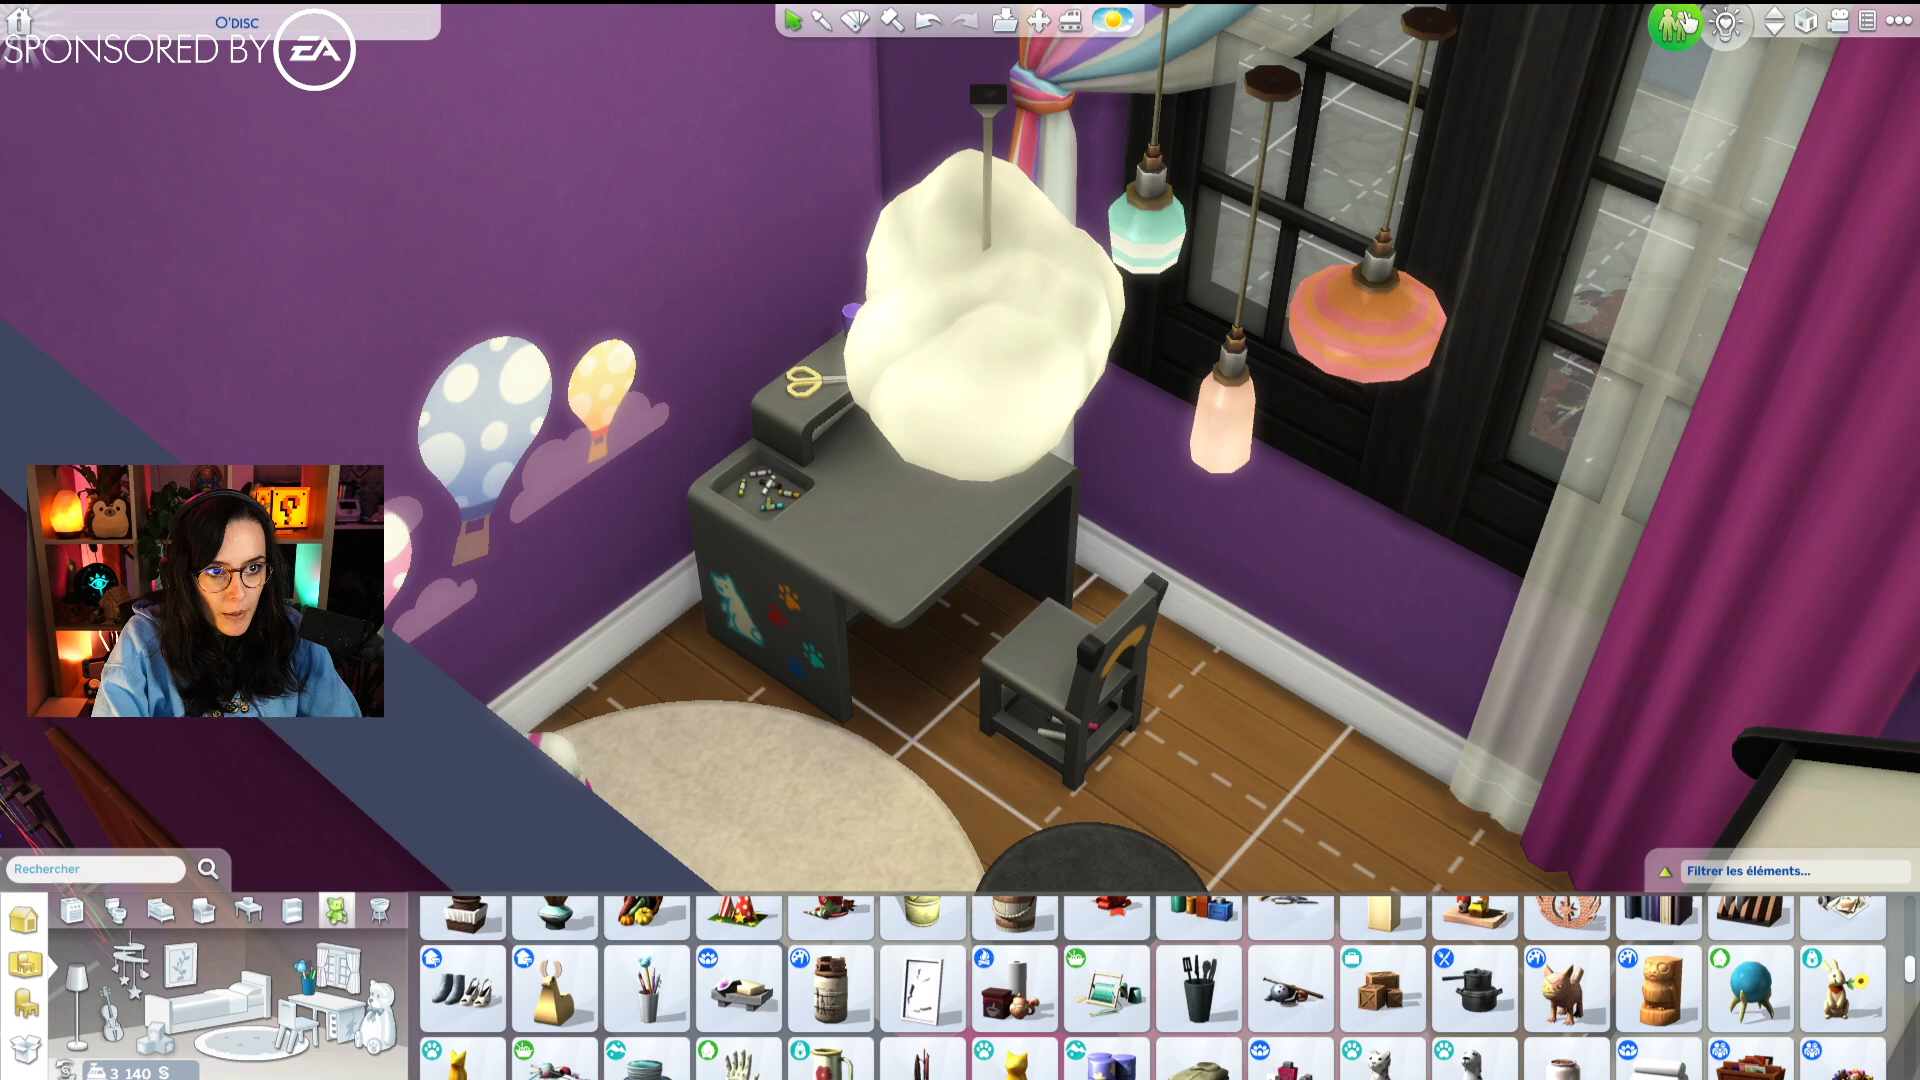 O'DISC
SPONSORED BY EA
Rechercher
Filtrer les éléments...
3 140 S